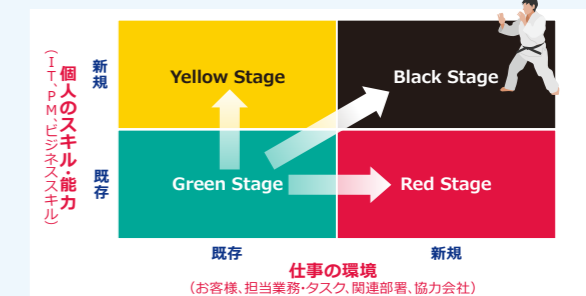 個人のスキル・能力
（IT、PM、ビジネススキル）
新規
Yellow Stage
Black Stage
既存
Green Stage
Red Stage
既存
新規
仕事の環境
（お客様、担当業務・タスク、関連部署、協力会社）